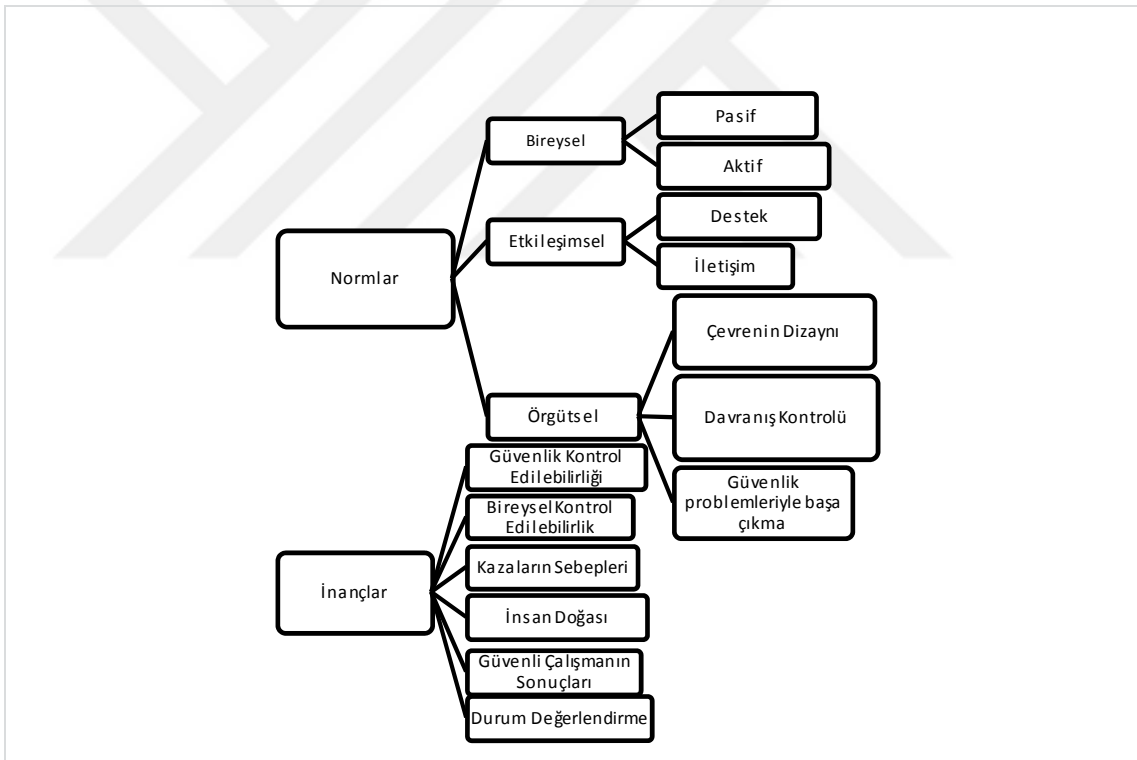 Normlar
Bireysel
Pasif
Aktif
Etkileşimsel
Destek
İletişim
Örgütsel
Çevrenin Dizaynı
Davranış Kontrolü
Güvenlik
problemleriyle başa
çıkma
İnançlar
Güvenlik Kontrol
Edilebilirliği
Bireysel Kontrol
Edilebilirlik
Kazaların Sebepleri
İnsan Doğası
Güvenli Çalışmanın
Sonuçları
Durum Değerlendirme